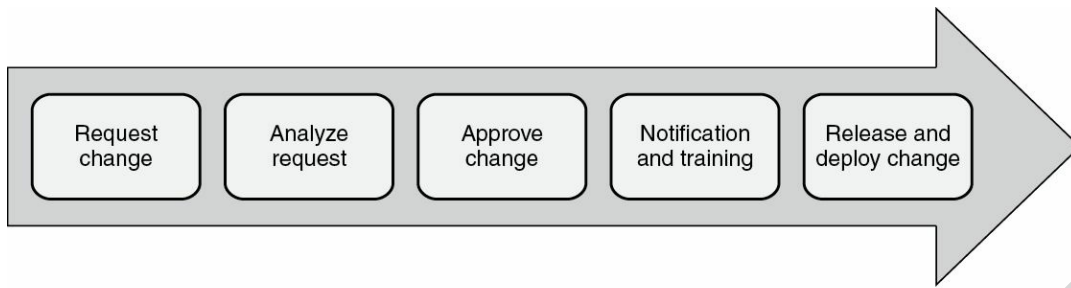 Request
change
Analyze
request
Approve
change
Notification
and training
Release and
deploy change